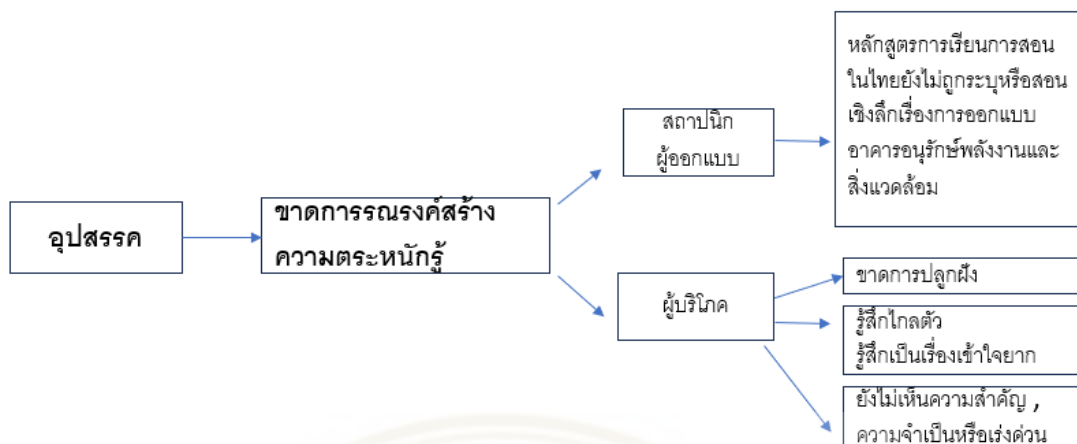 อุปสรรค
ขาดการรณรงค์สร้าง
ความตระหนักรู้
สถาปนิก
ผู้ออกแบบ
หลักสูตรการเรียนการสอน
ในไทยยังไม่ถูกระบุหรือสอน
เชิงลึกเรื่องการออกแบบ
อาคารอนุรักษ์พลังงานและ
สิ่งแวดล้อม
ผู้บริโภค
ขาดการปลูกฝัง
รู้สึกไกลตัว
รู้สึกเป็นเรื่องเข้าใจยาก
ยังไม่เห็นความสำคัญ ,
ความจำเป็นหรือเร่งด่วน